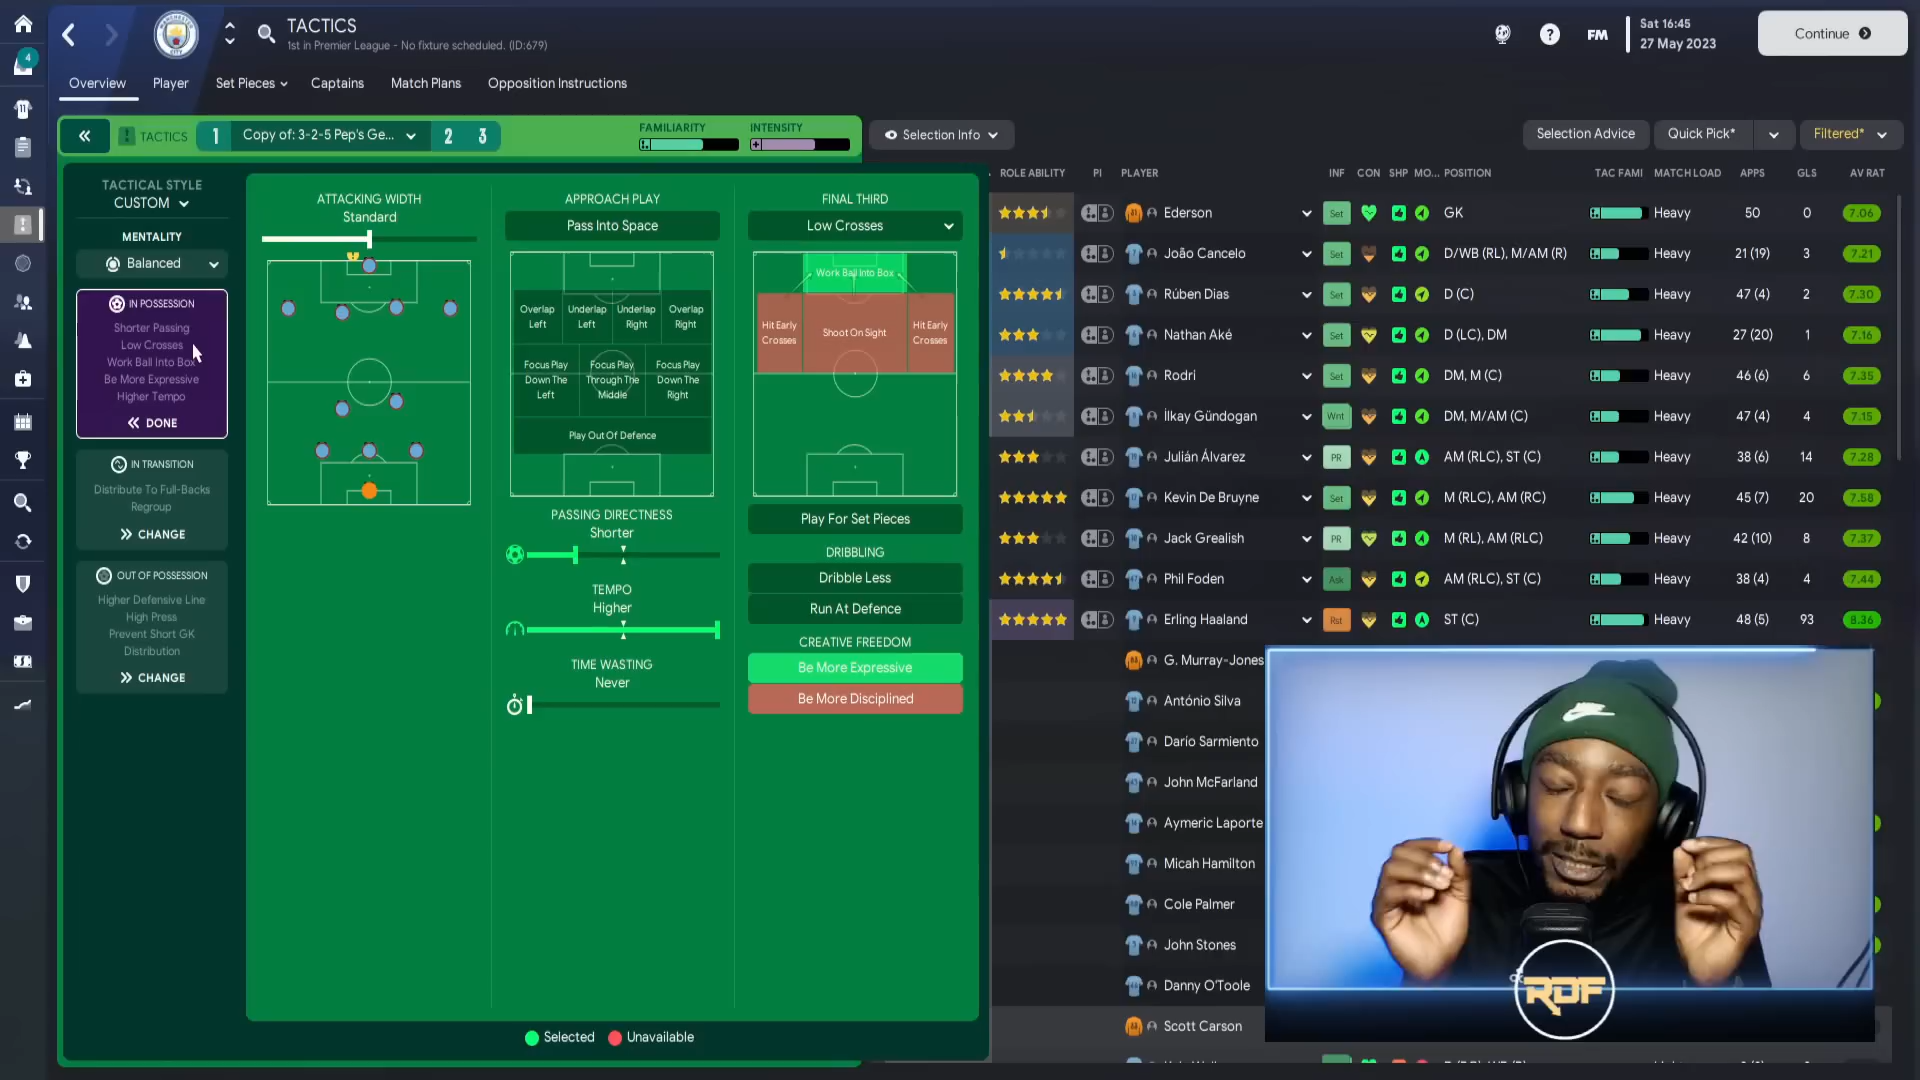 TACTICS
1st in Premier League - No fixture scheduled. (ID:679)
FM
Sat 16:45
27 May 2023
Continue
4
Overview
Player
Set Pieces
Captains
Match Plans
Opposition Instructions
TACTICS
1
Copy of: 3-2-5 Pep's Ge...
2
3
FAMILIARITY
INTENSITY
Selection Info
Selection Advice
Quick Pick*
Filtered*
TACTICAL STYLE
CUSTOM
MENTALITY
Balanced
IN POSSESSION
Shorter Passing
Low Crosses
Work Ball Into Box
Be More Expressive
Higher Tempo
DONE
IN TRANSITION
Distribute To Full-Backs
Regroup
CHANGE
OUT OF POSSESSION
Higher Defensive Line
High Press
Prevent Short GK
Distribution
CHANGE
ATTACKING WIDTH
Standard
APPROACH PLAY
Pass Into Space
Overlap Left
Underlap Left
Underlap Right
Overlap Right
Focus Play Down The Left
Focus Play Through The Middle
Focus Play Down The Right
Play Out Of Defence
PASSING DIRECTNESS
Shorter
TEMPO
Higher
TIME WASTING
Never
FINAL THIRD
Low Crosses
Work Ball Into Box
Hit Early Crosses
Shoot On Sight
Hit Early Crosses
Play For Set Pieces
DRIBBLING
Dribble Less
Run At Defence
CREATIVE FREEDOM
Be More Expressive
Be More Disciplined
Selected
Unavailable
ROLE ABILITY PI PLAYER INF CON SHP MO... POSITION TAC FAMI MATCH LOAD APPS GLS AV RAT
Ederson Set GK Heavy 50 0 7.06
João Cancelo Set D/WB (RL), M/AM (R) Heavy 21 (19) 3 7.21
Rúben Dias Set D (C) Heavy 47 (4) 2 7.30
Nathan Aké Set D (LC), DM Heavy 27 (20) 1 7.16
Rodri Set DM, M (C) Heavy 46 (6) 6 7.35
İlkay Gündogan Wnt DM, M/AM (C) Heavy 47 (4) 4 7.15
Julián Álvarez PR AM (RLC), ST (C) Heavy 38 (6) 14 7.28
Kevin De Bruyne Set M (RLC), AM (RC) Heavy 45 (7) 20 7.58
Jack Grealish PR M (RL), AM (RLC) Heavy 42 (10) 8 7.37
Phil Foden Ask AM (RLC), ST (C) Heavy 38 (4) 4 7.44
Erling Haaland Rst ST (C) Heavy 48 (5) 93 8.36
G. Murray-Jones
António Silva
Darío Sarmiento
John McFarland
Aymeric Laporte
Micah Hamilton
Cole Palmer
John Stones
Danny O'Toole
Scott Carson
RDF